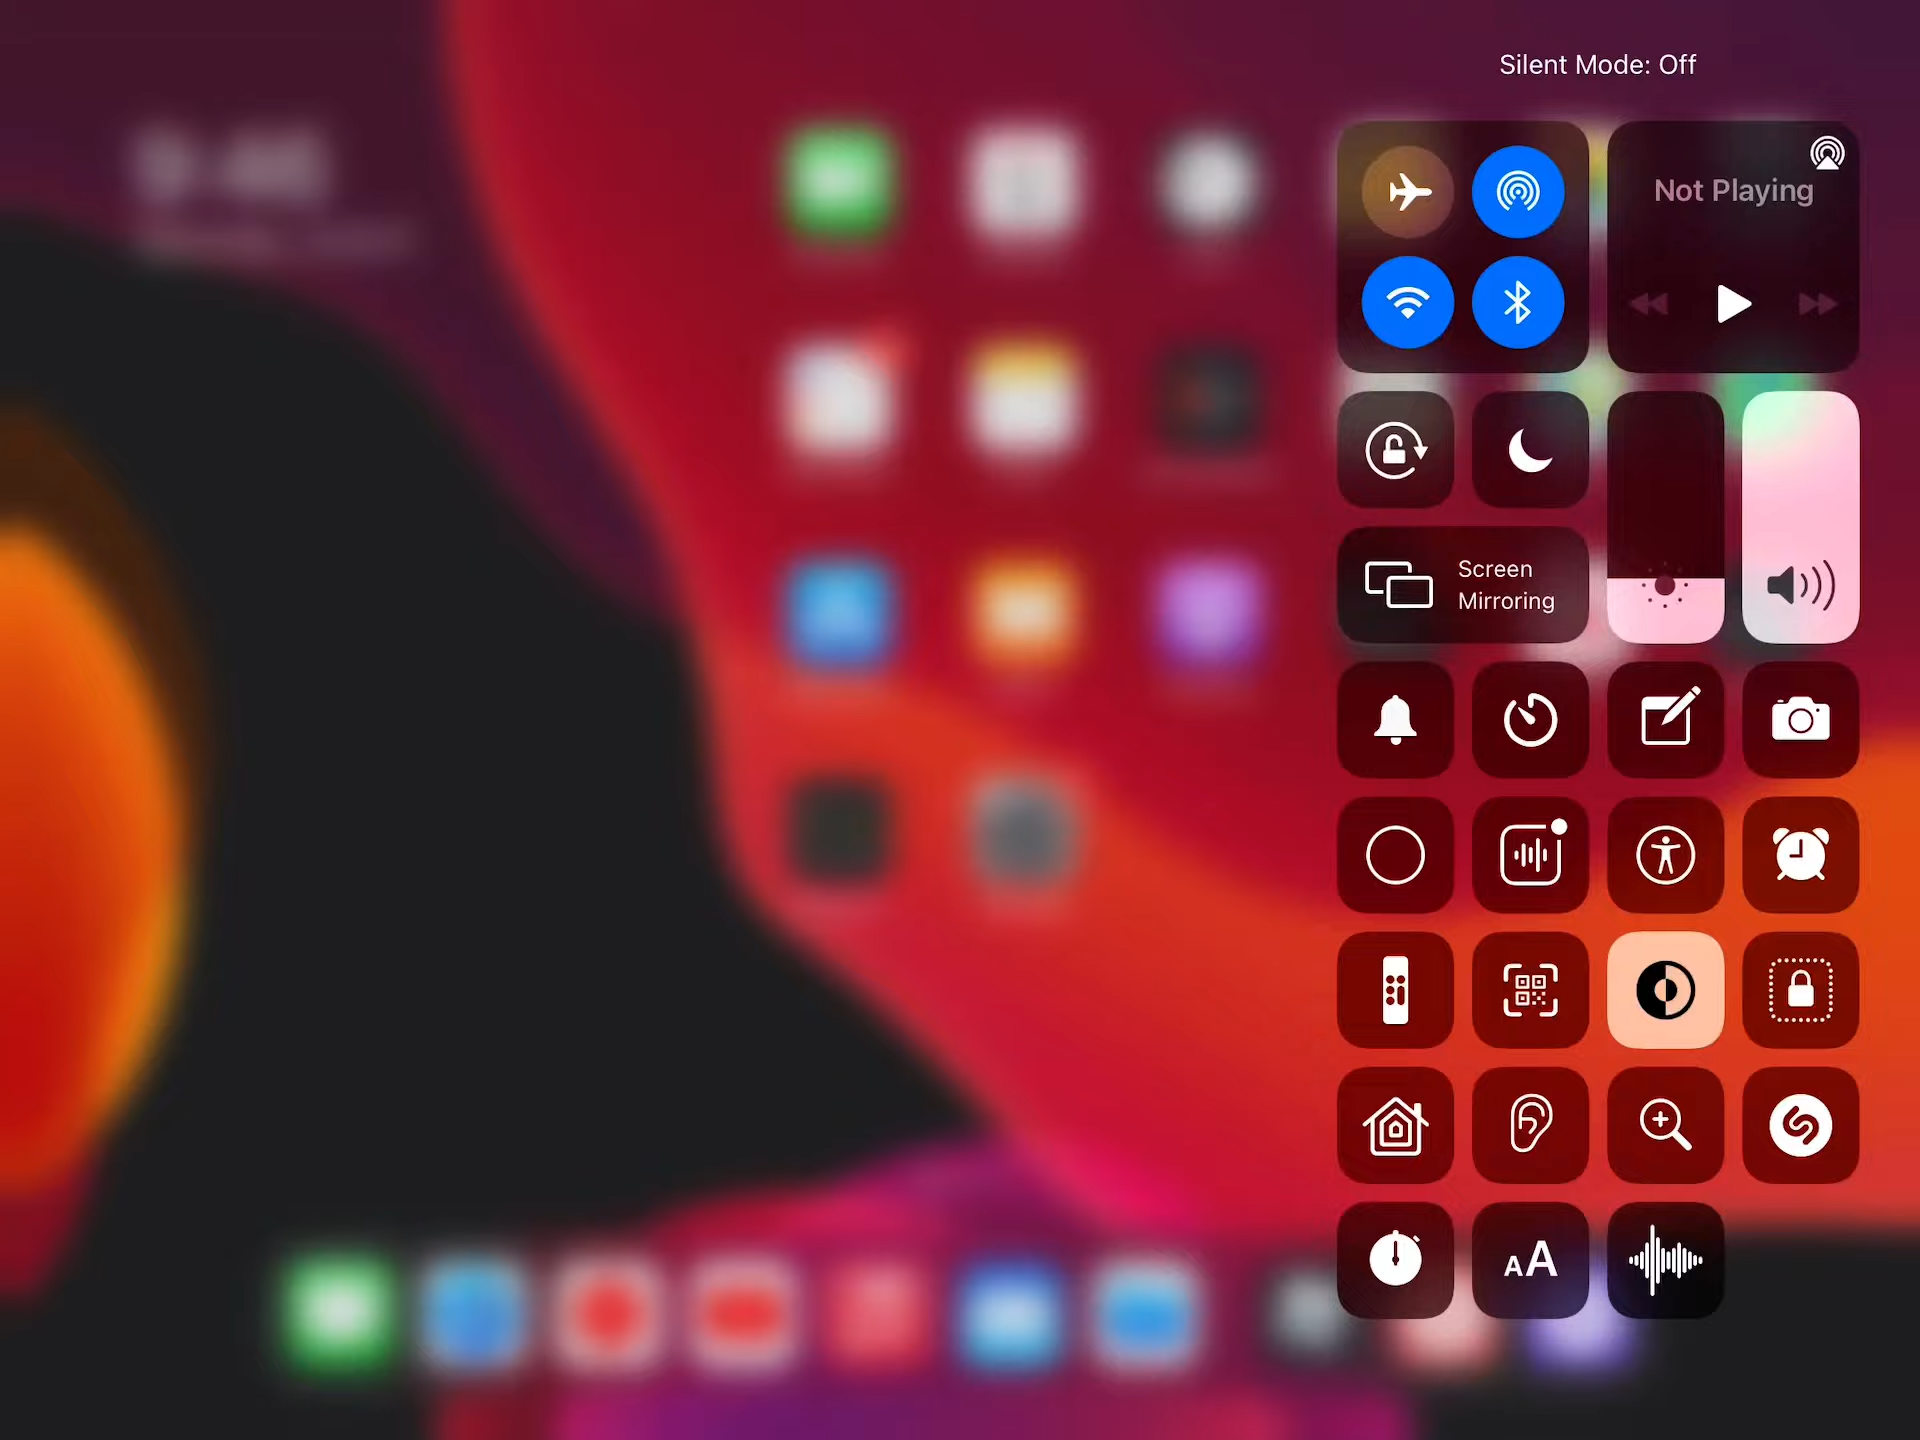 Silent Mode: Off
Not Playing
Screen
Mirroring
AA